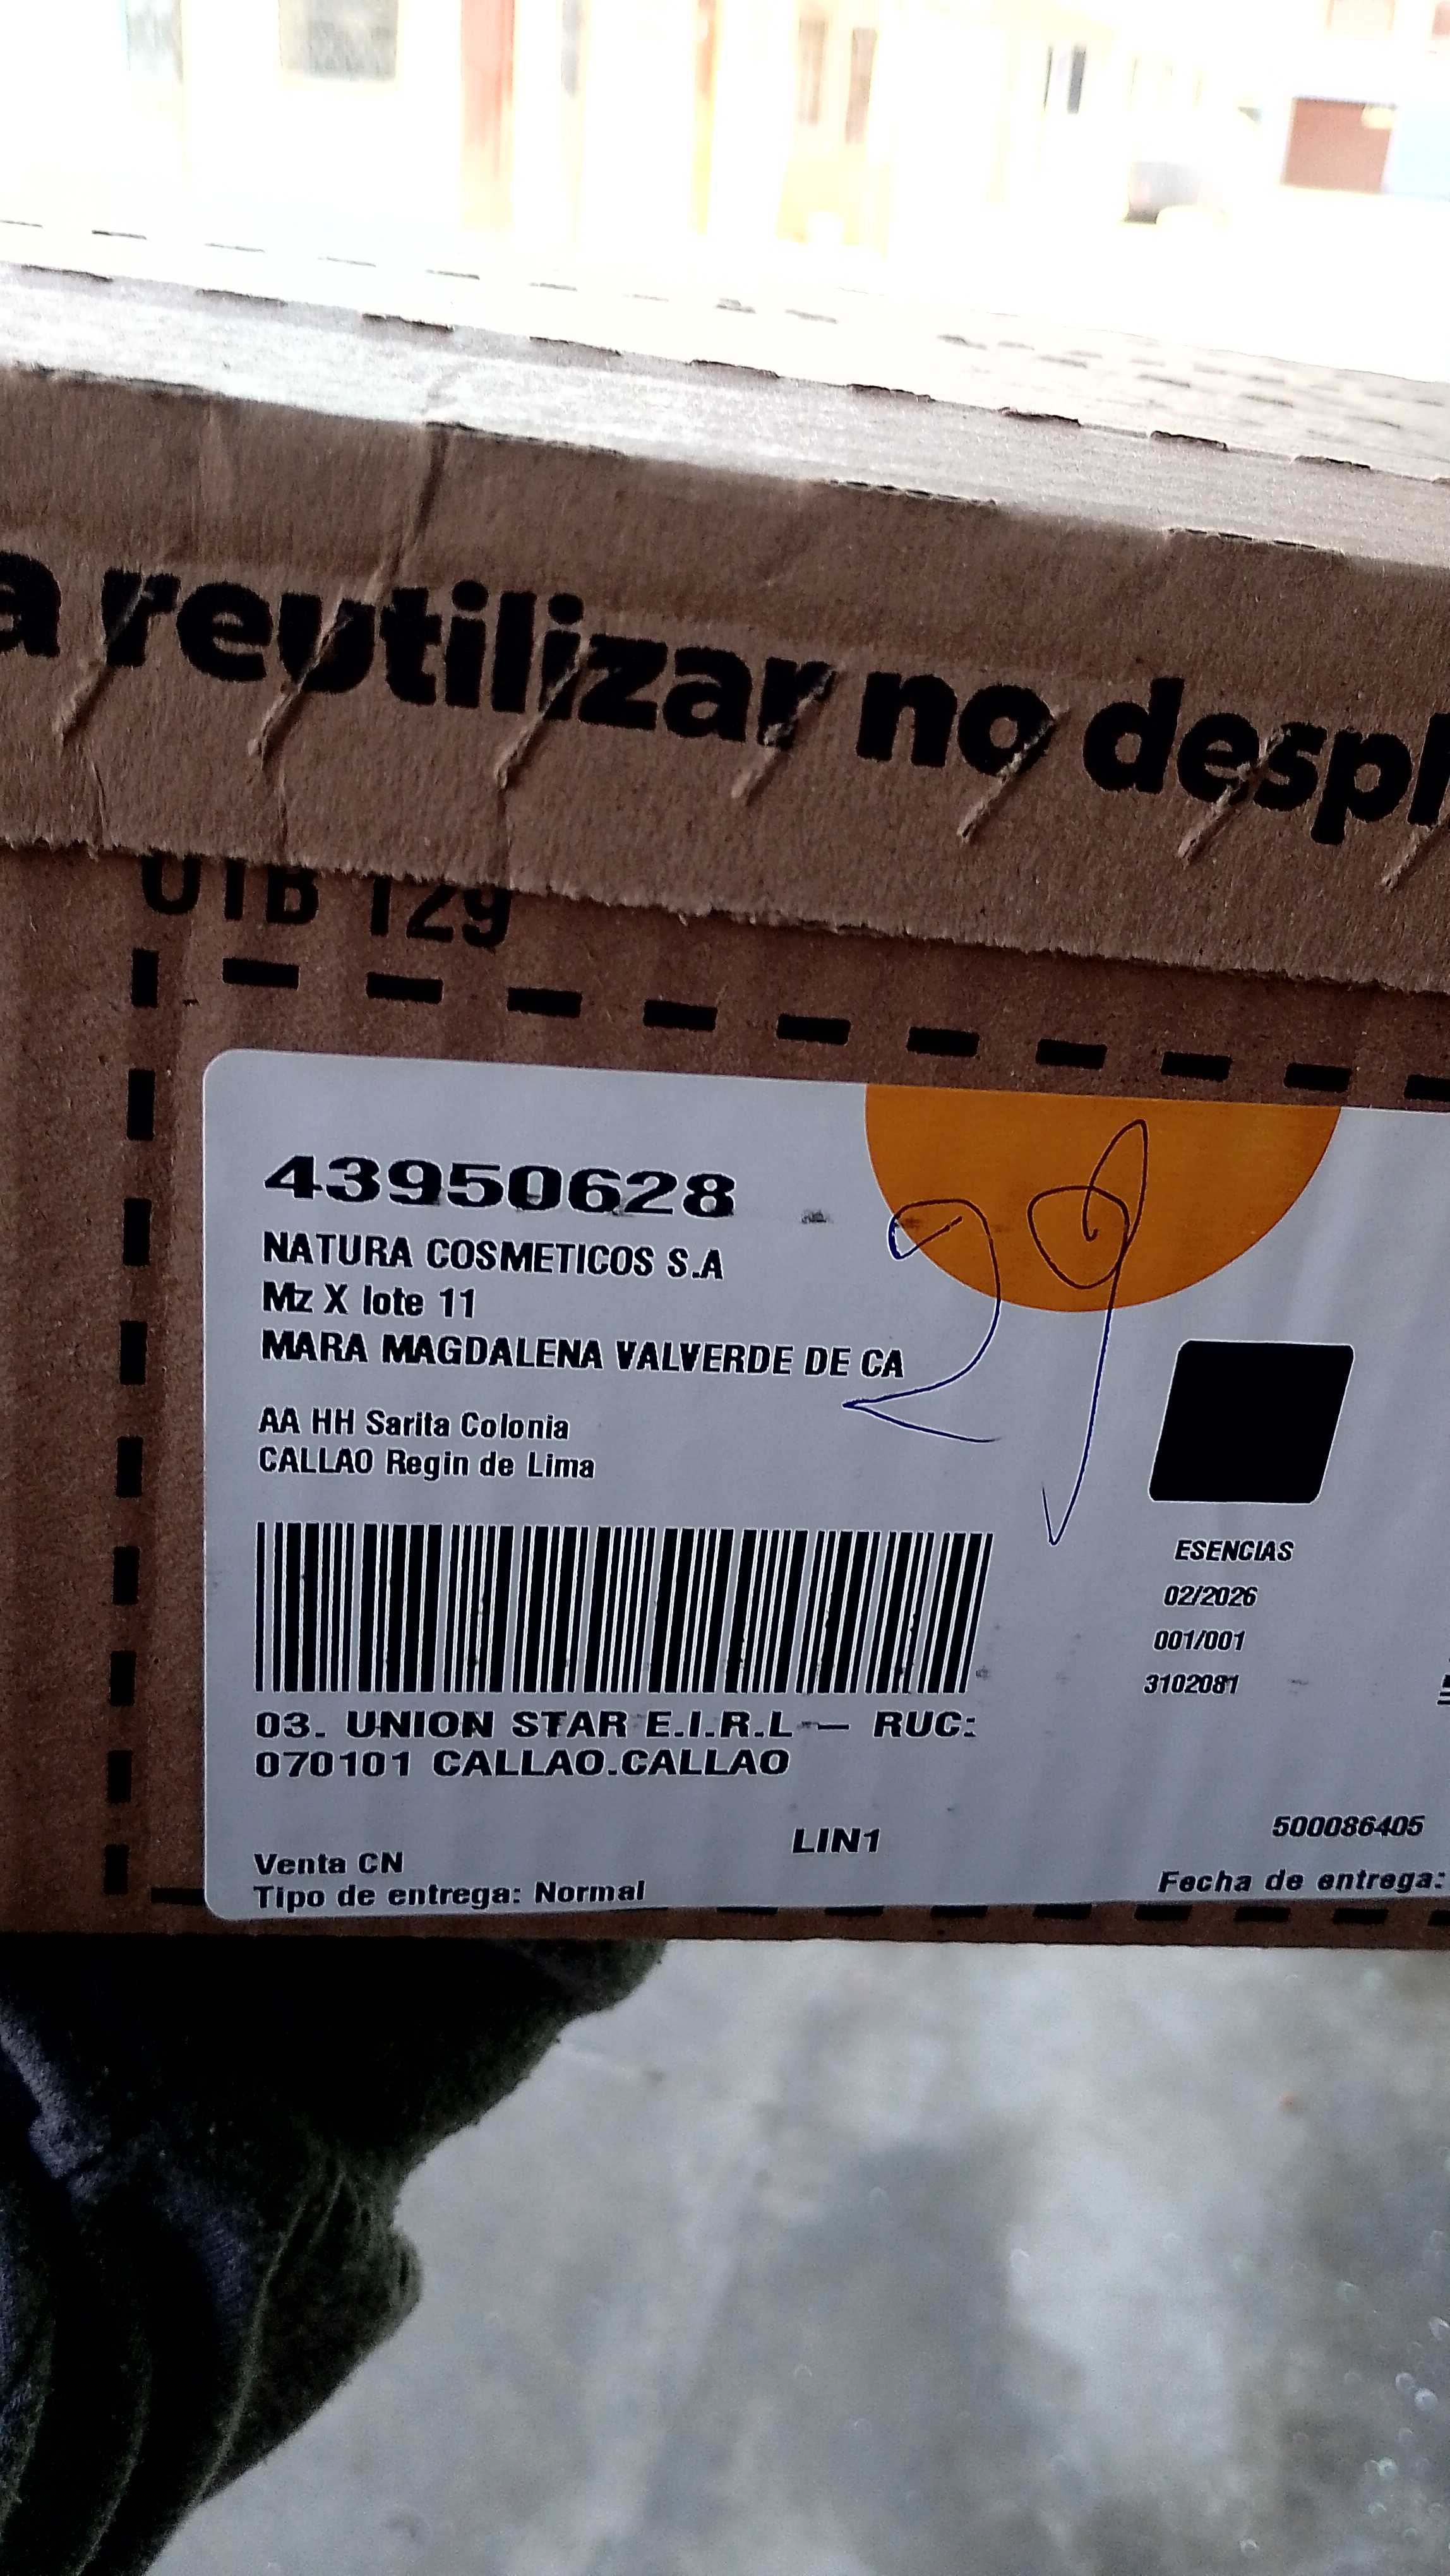 a reutilizar no despl
UTB 129
43950628
NATURA COSMETICOS S.A
Mz X lote 11
MARA MAGDALENA VALVERDE DE CA
AA HH Sarita Colonia
CALLAO Regin de Lima
29
ESENCIAS
02/2026
001/001
3102081
03. UNION STAR E.I.R.L-— RUC:
070101 CALLAO.CALLAO
LIN1
500086405
Venta CN
Tipo de entrega: Normal
Fecha de entrega: